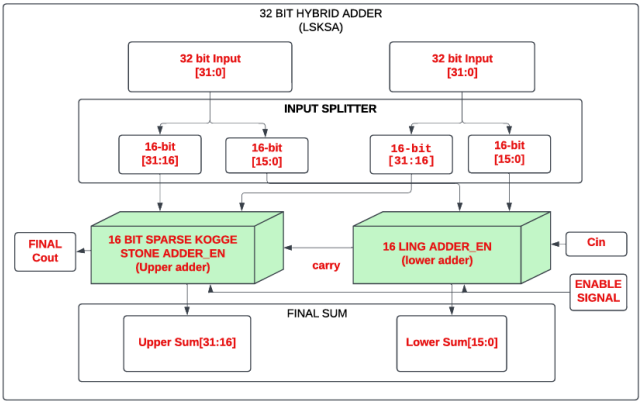 32 BIT HYBRID ADDER
(LSKSA)
32 bit Input
[31:0]
32 bit Input
[31:0]
INPUT SPLITTER
16-bit
[31:16]
16-bit
[15:0]
16-bit
[31:16]
16-bit
[15:0]
16 BIT SPARSE KOGGE
STONE ADDER_EN
(Upper adder)
16 LING ADDER_EN
(lower adder)
FINAL
Cout
carry
Cin
ENABLE
SIGNAL
FINAL SUM
Upper Sum[31:16]
Lower Sum[15:0]